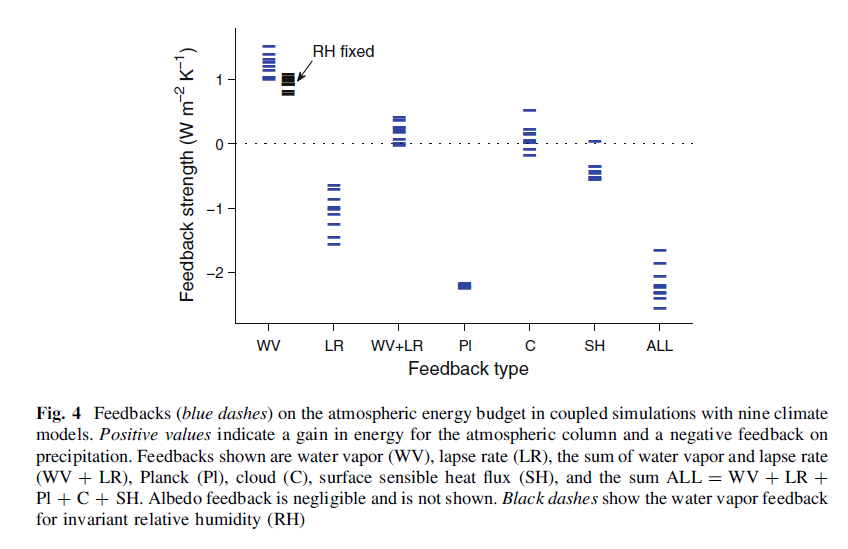 RH fixed
Feedback strength (W m−2 K−1)
1
0
−1
−2
WV LR WV+LR Pl C SH ALL
Feedback type
Fig. 4 Feedbacks (blue dashes) on the atmospheric energy budget in coupled simulations with nine climate
models. Positive values indicate a gain in energy for the atmospheric column and a negative feedback on
precipitation. Feedbacks shown are water vapor (WV), lapse rate (LR), the sum of water vapor and lapse rate
(WV + LR), Planck (Pl), cloud (C), surface sensible heat flux (SH), and the sum ALL = WV + LR +
Pl + C + SH. Albedo feedback is negligible and is not shown. Black dashes show the water vapor feedback
for invariant relative humidity (RH)